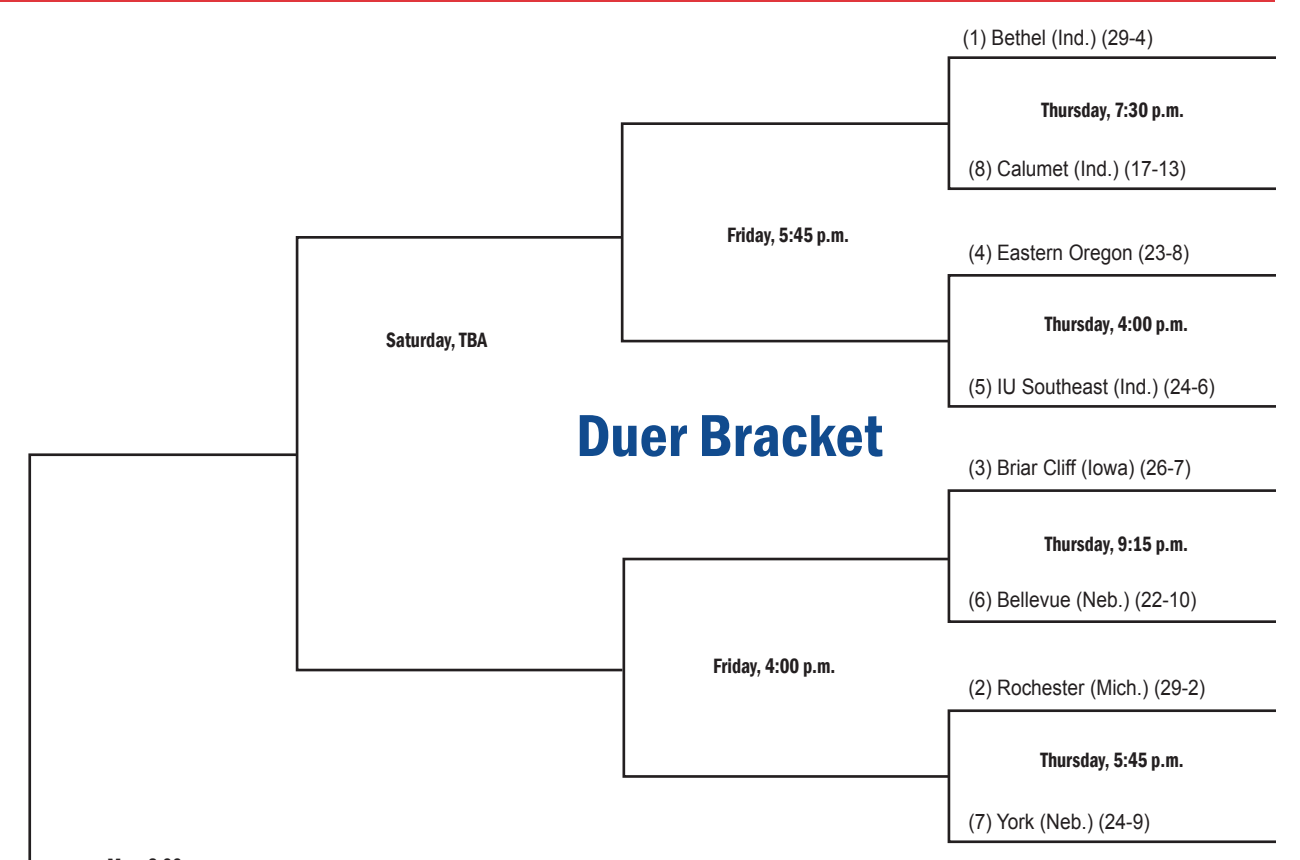 (1) Bethel (Ind.) (29-4)
Thursday, 7:30 p.m.
(8) Calumet (Ind.) (17-13)
Friday, 5:45 p.m.
(4) Eastern Oregon (23-8)
Thursday, 4:00 p.m.
Saturday, TBA
(5) IU Southeast (Ind.) (24-6)
Duer Bracket
(3) Briar Cliff (Iowa) (26-7)
Thursday, 9:15 p.m.
(6) Bellevue (Neb.) (22-10)
Friday, 4:00 p.m.
(2) Rochester (Mich.) (29-2)
Thursday, 5:45 p.m.
(7) York (Neb.) (24-9)